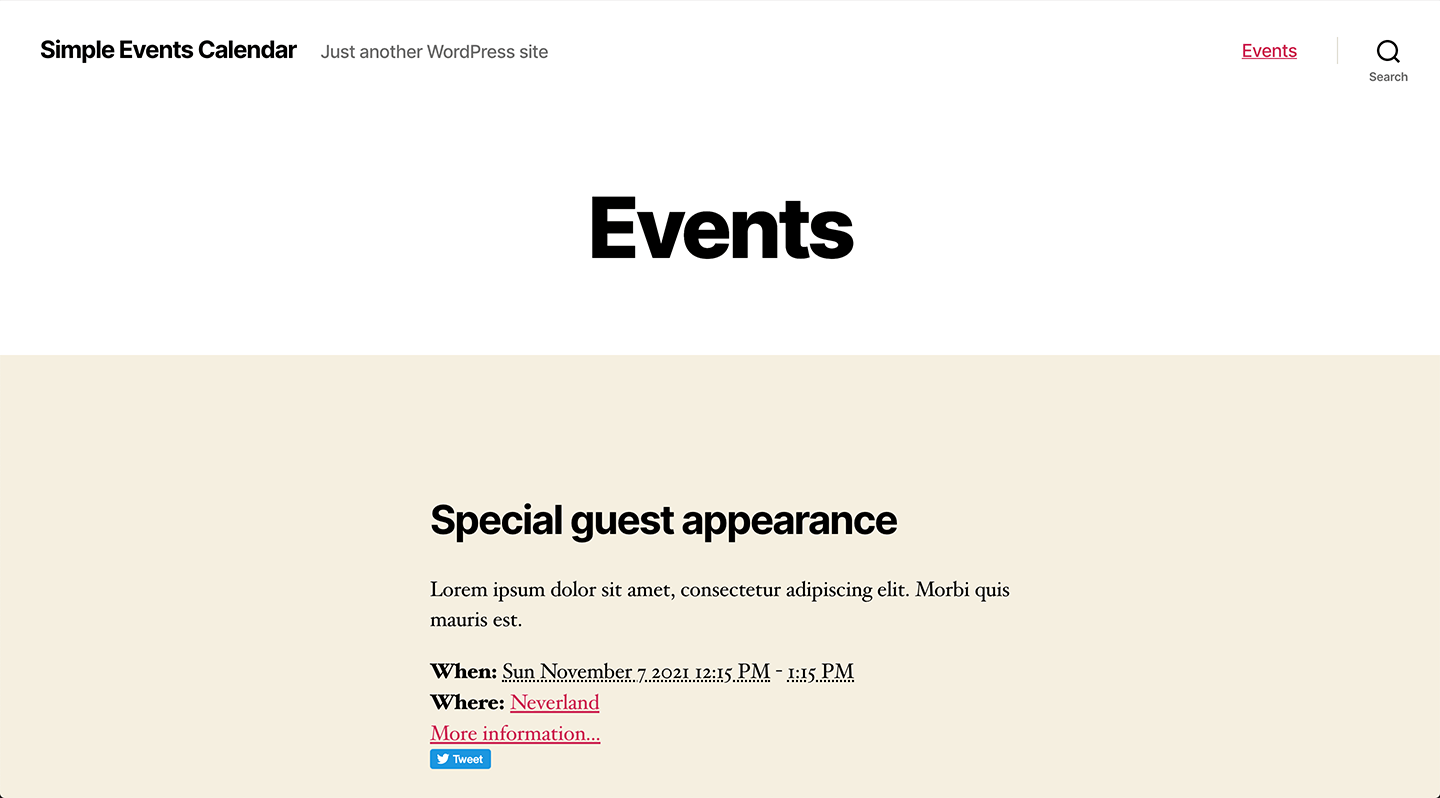 Simple Events Calendar Just another WordPress site Events
Search
Events
Special guest appearance
Lorem ipsum dolor sit amet, consectetur adipiscing elit. Morbi quis
mauris est.
When: Sun November 7 2021 12:15 PM - 1:15 PM
Where: Neverland
More information...
Tweet